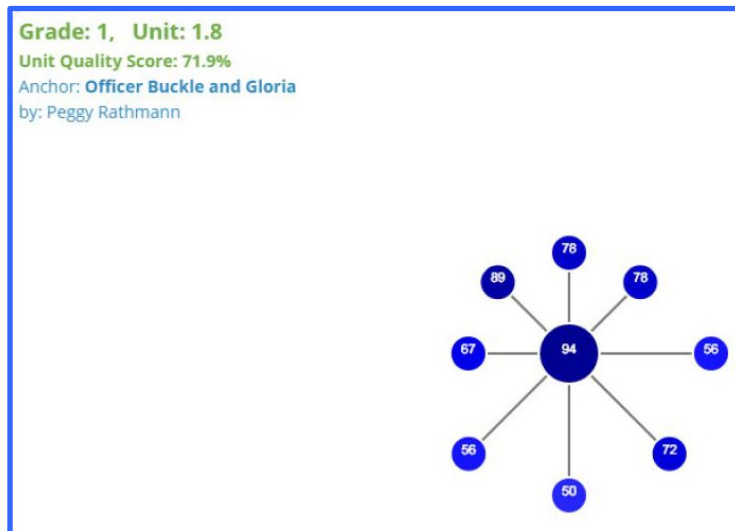 Grade: 1, Unit: 1.8
Unit Quality Score: 71.9%
Anchor: Officer Buckle and Gloria
by: Peggy Rathmann
78
89
78
67
94
56
56
72
50